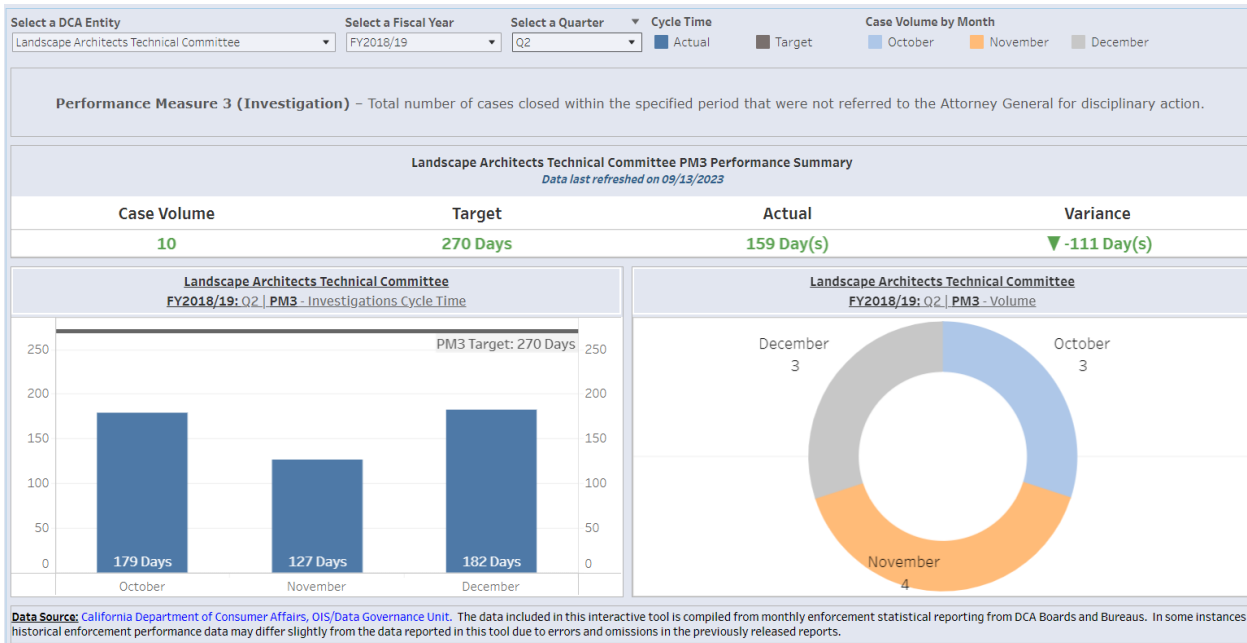 Select a DCA Entity
Select a Fiscal Year
Select a Quarter
Cycle Time
Case Volume by Month
Landscape Architects Technical Committee
FY2018/19
Q2
Actual
Target
October
November
December
Performance Measure 3 (Investigation) – Total number of cases closed within the specified period that were not referred to the Attorney General for disciplinary action.
Landscape Architects Technical Committee PM3 Performance Summary
Data last refreshed on 09/13/2023
Case Volume
Target
Actual
Variance
10
270 Days
159 Day(s)
▼ -111 Day(s)
Landscape Architects Technical Committee
FY2018/19: Q2 | PM3 - Investigations Cycle Time
PM3 Target: 270 Days
250
200
150
100
50
0
250
200
150
100
50
0
179 Days
127 Days
182 Days
October
November
December
Landscape Architects Technical Committee
FY2018/19: Q2 | PM3 - Volume
December
3
October
3
November
4
Data Source: California Department of Consumer Affairs, OIS/Data Governance Unit. The data included in this interactive tool is compiled from monthly enforcement statistical reporting from DCA Boards and Bureaus. In some instances
historical enforcement performance data may differ slightly from the data reported in this tool due to errors and omissions in the previously released reports.